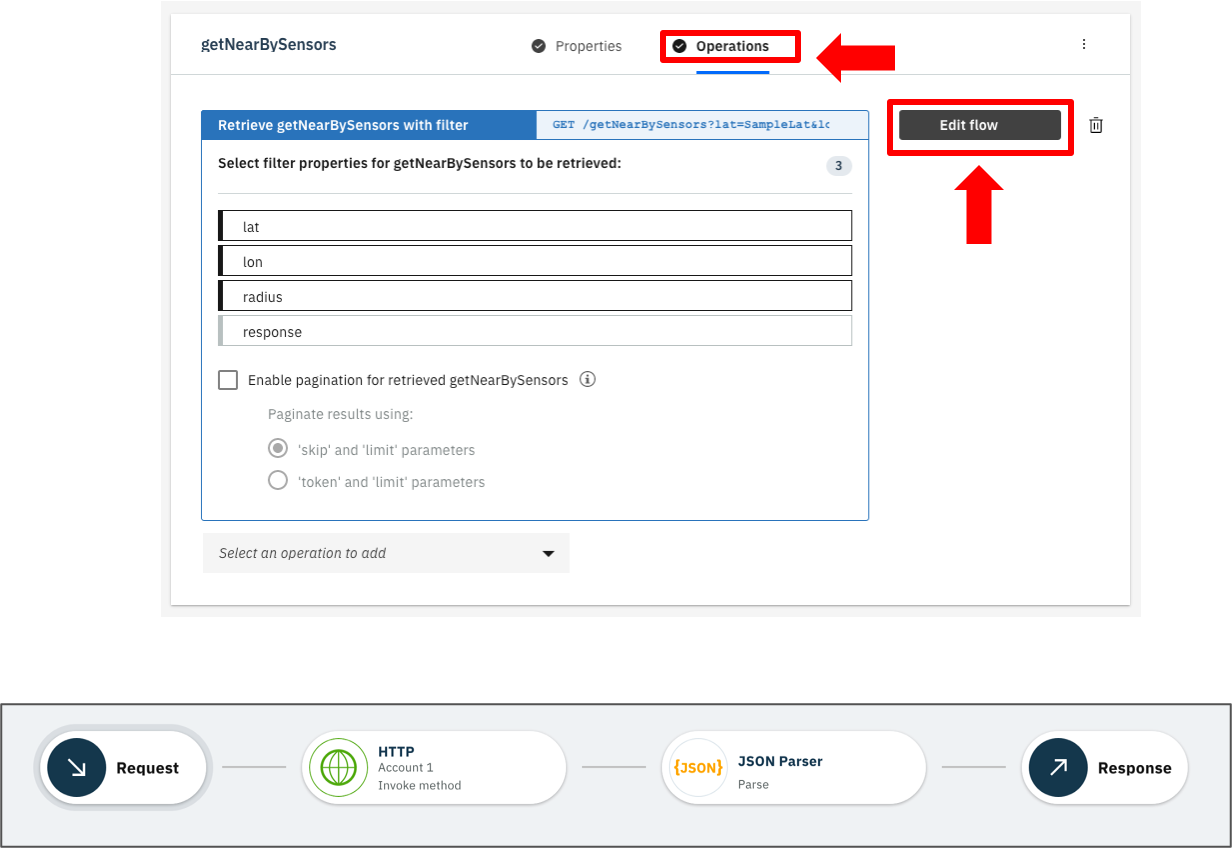 getNearBySensors
Properties
Operations
Retrieve getNearBySensors with filter
GET /getNearBySensors?lat=SampleLat&lc
Edit flow
Select filter properties for getNearBySensors to be retrieved:
3
lat
lon
radius
response
Enable pagination for retrieved getNearBySensors
Paginate results using:
'skip' and 'limit' parameters
'token' and 'limit' parameters
Select an operation to add
Request
HTTP
Account 1
Invoke method
{JSON}
JSON Parser
Parse
Response